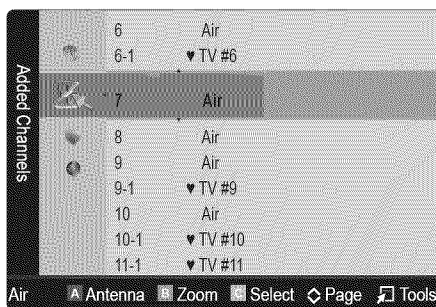 Added Channels
6 Air
6-1 ♥ TV #6
7 Air
8 Air
9 Air
9-1 ♥ TV #9
10 Air
10-1 ♥ TV #10
11-1 ♥ TV #11
Air A Antenna B Zoom C Select Page Tools